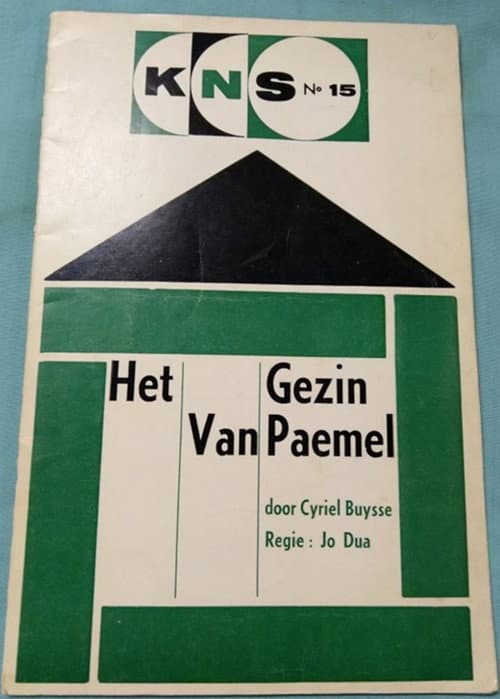 KNS Nº 15
Het Gezin
Van Paemel
door Cyriel Buysse
Regie : Jo Dua